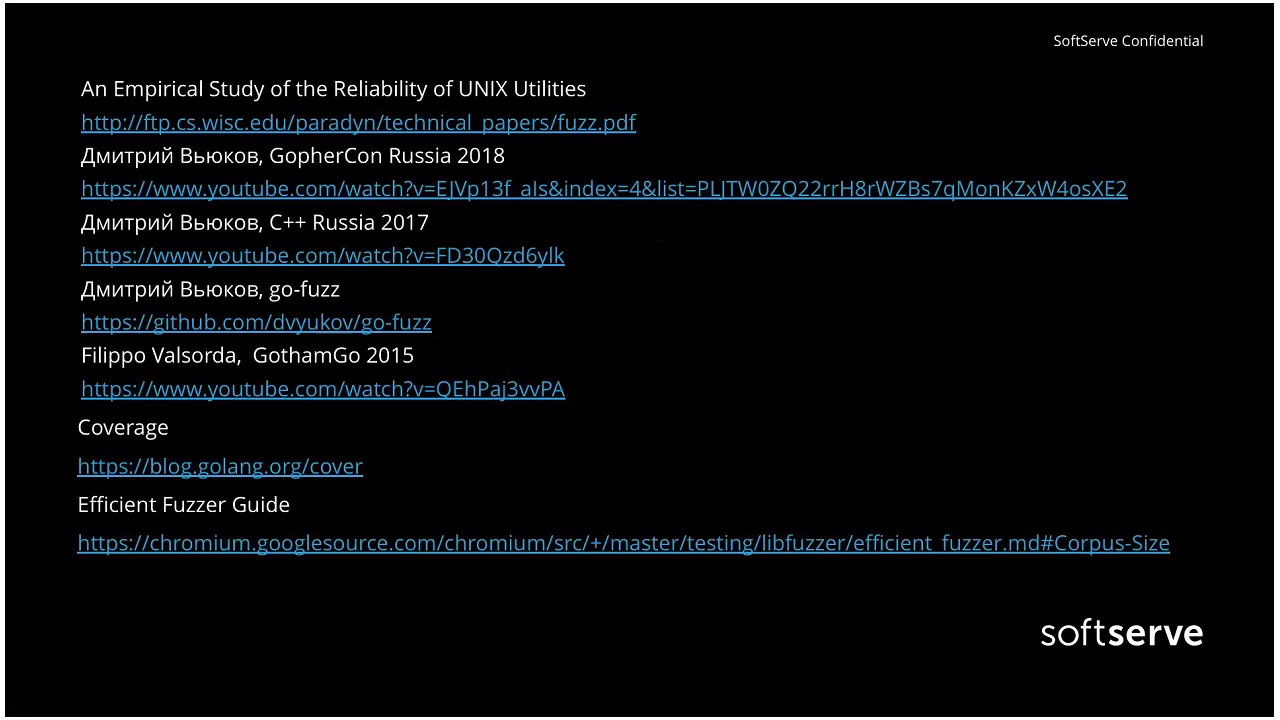 SoftServe Confidential
An Empirical Study of the Reliability of UNIX Utilities
http://ftp.cs.wisc.edu/paradyn/technical_papers/fuzz.pdf
Дмитрий Вьюков, GopherCon Russia 2018
https://www.youtube.com/watch?v=EJVp13f_aIs&index=4&list=PLJTW0ZQ22rrH8rWZBs7qMonKZxW4osXE2
Дмитрий Вьюков, C++ Russia 2017
https://www.youtube.com/watch?v=FD30Qzd6ylk
Дмитрий Вьюков, go-fuzz
https://github.com/dvyukov/go-fuzz
Filippo Valsorda, GothamGo 2015
https://www.youtube.com/watch?v=QEhPaj3vvPA
Coverage
https://blog.golang.org/cover
Efficient Fuzzer Guide
https://chromium.googlesource.com/chromium/src/+/master/testing/libfuzzer/efficient_fuzzer.md#Corpus-Size
softserve